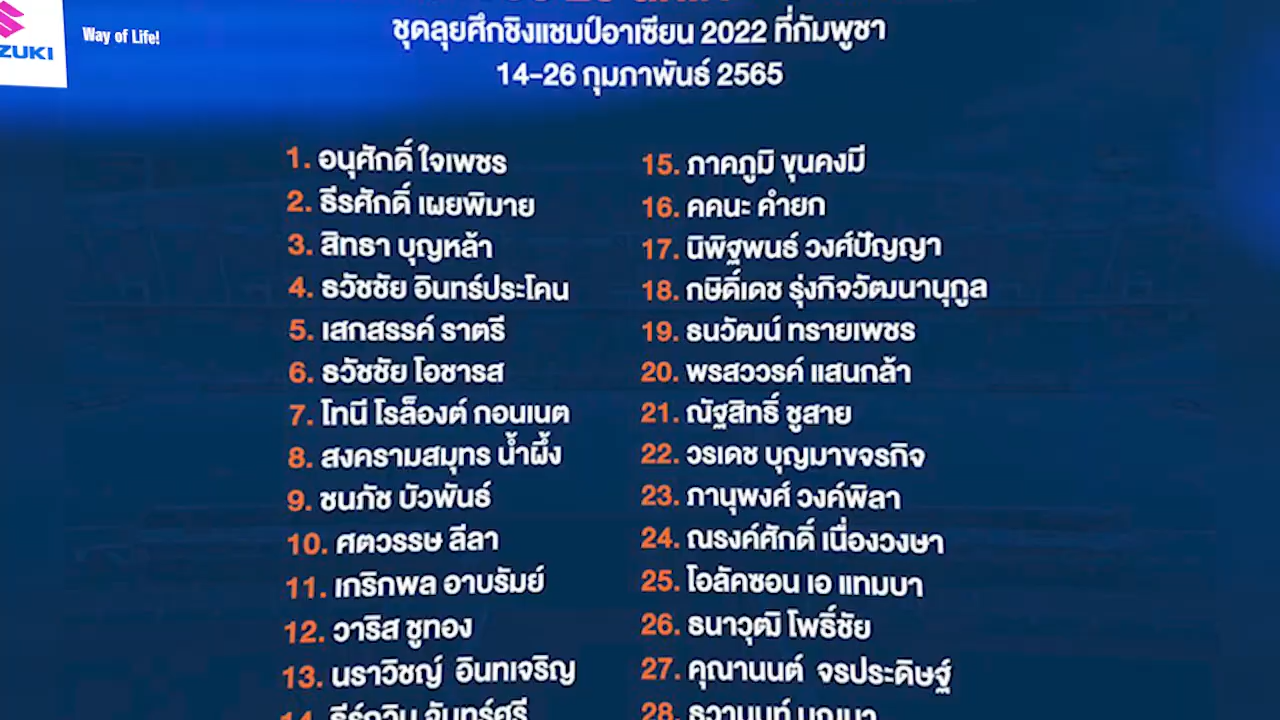 ZUKI
Way of Life!
ชุดลุยศึกชิงแชมป์อาเซียน 2022 ที่กัมพูชา
14-26 กุมภาพันธ์ 2565
1. อนุศักดิ์ ใจเพชร
2. ธีรศักดิ์ เผยพิมาย
3. สิทธา บุญหล้า
4. ธวัชชัย อินทร์ประโคน
5. เสกสรรค์ ราตรี
6. ธวัชชัย โอชารส
7. โทนี โรล็องต์ กอนเนต
8. สงครามสมุทร น้ำผึ้ง
9. ชนภัช บัวพันธ์
10. ศตวรรษ ลีลา
11. เกริกพล อาบรัมย์
12. วาริส ชูทอง
13. นราวิชญ์ อินทเจริญ
14. ธีร์กวิน จันทร์ศรี
15. ภาคภูมิ ขุนคงมี
16. คคนะ คำยก
17. นิพิฐพนธ์ วงศ์ปัญญา
18. กษิดิ์เดช รุ่งกิจวัฒนานุกูล
19. ธนวัฒน์ ทรายเพชร
20. พรสววรค์ แสนกล้า
21. ณัฐสิทธิ์ ชูสาย
22. วรเดช บุญมาขจรกิจ
23. ภานุพงศ์ วงค์พิลา
24. ณรงค์ศักดิ์ เนื่องวงษา
25. โอลัคซอน เอ แทมบา
26. ธนาวุฒิ โพธิ์ชัย
27. คุณานนต์ จรประดิษฐ์
28.